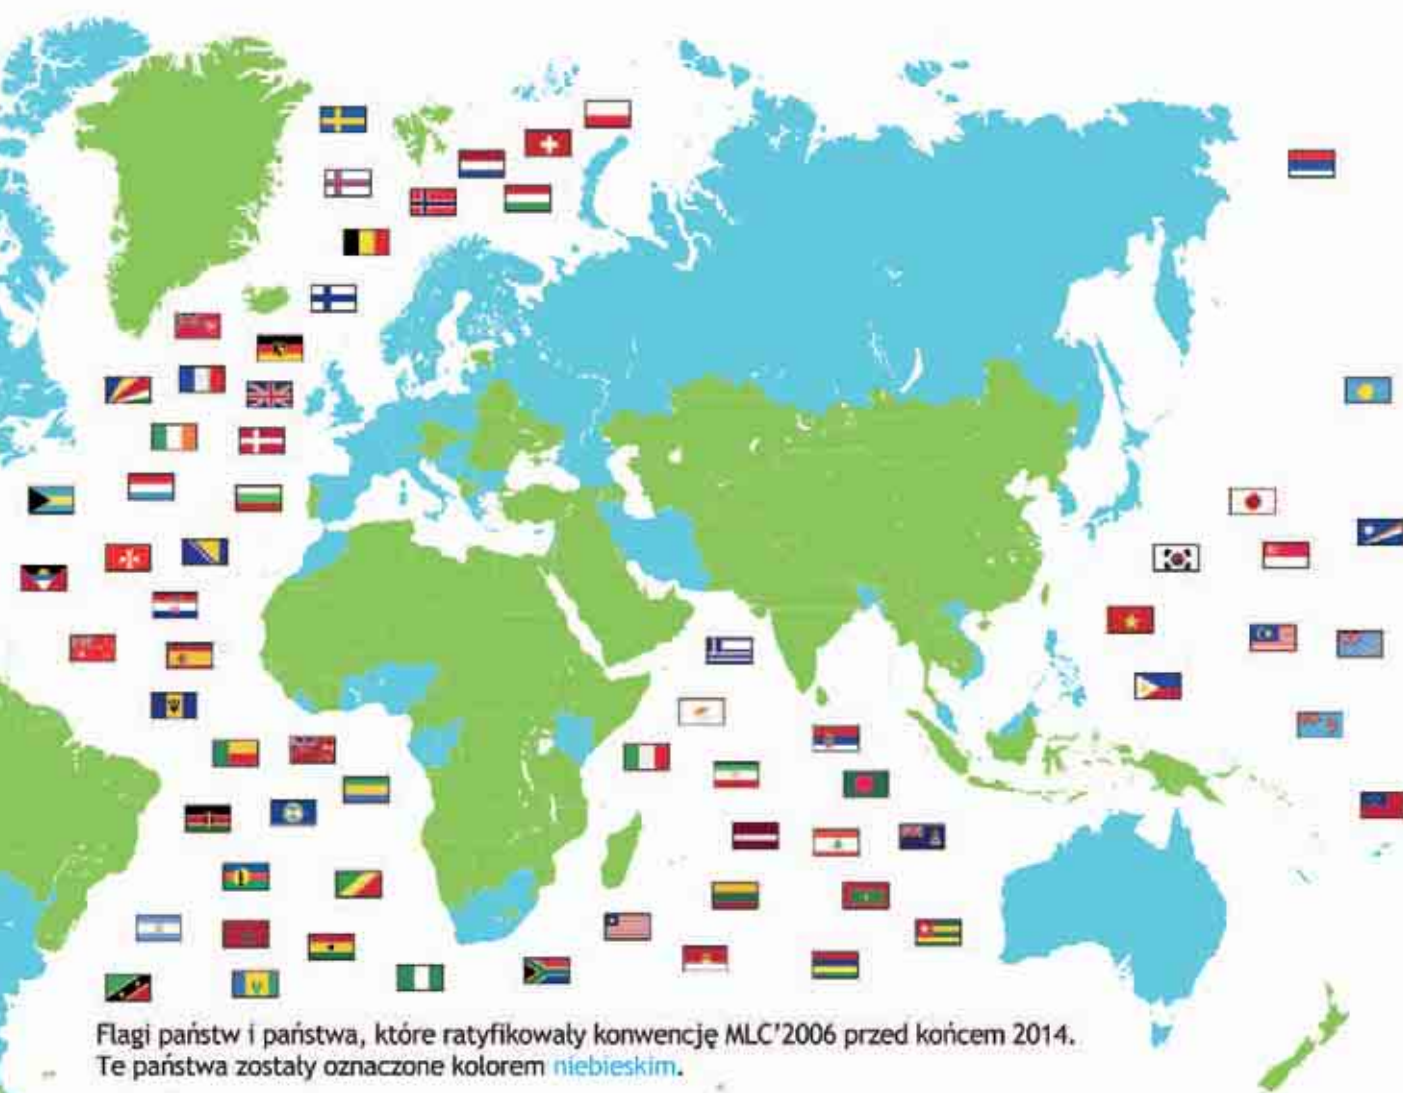 Flagi państw i państwa, które ratyfikowały konwencję MLC'2006 przed końcem 2014.
Te państwa zostały oznaczone kolorem niebieskim.